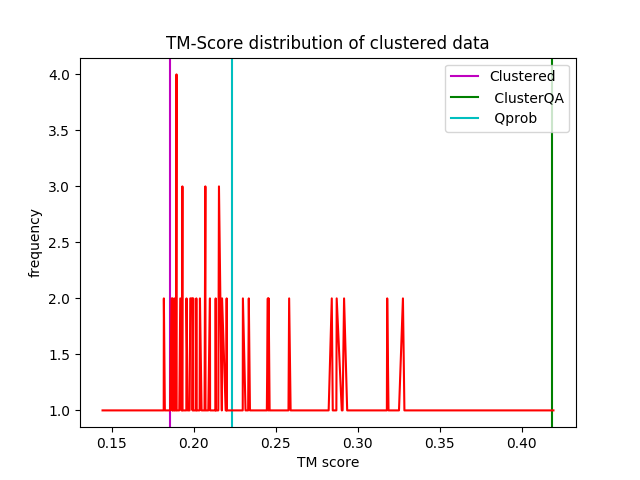 TM-Score distribution of clustered data
Clustered
ClusterQA
Qprob
4.0
3.5
3.0
2.5
2.0
1.5
1.0
frequency
0.15 0.20 0.25 0.30 0.35 0.40
TM score